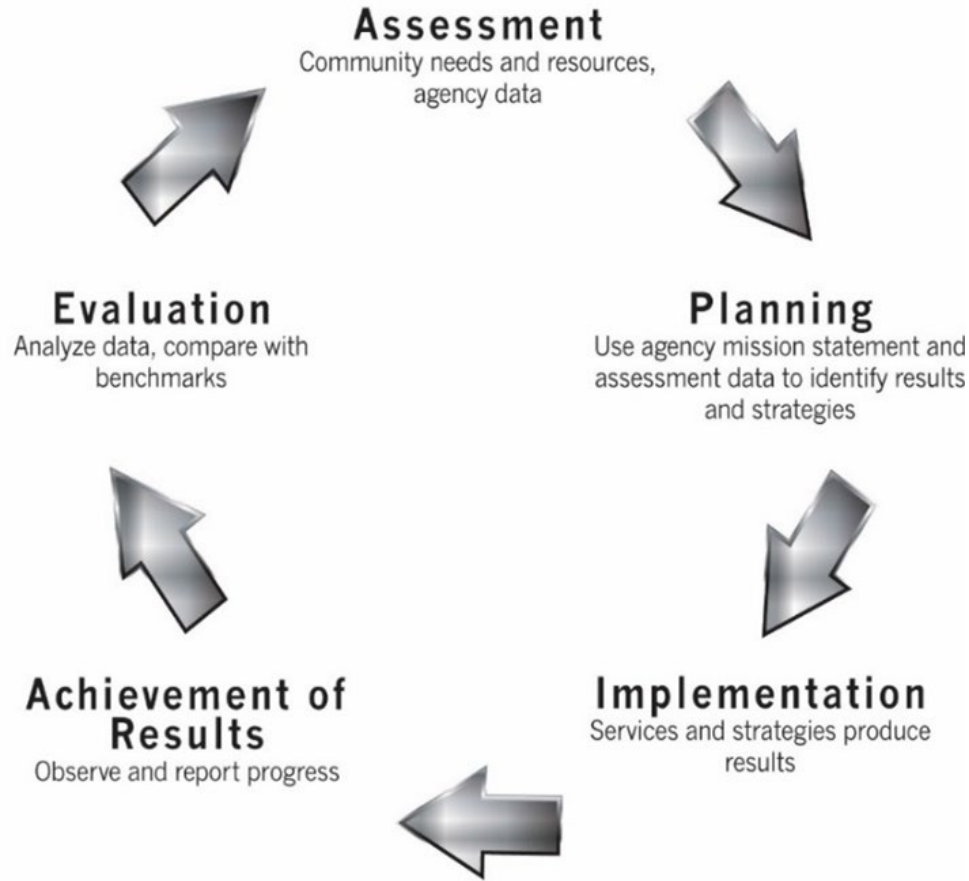 Assessment
Community needs and resources,
agency data
Planning
Use agency mission statement and
assessment data to identify results
and strategies
Implementation
Services and strategies produce
results
Achievement of
Results
Observe and report progress
Evaluation
Analyze data, compare with
benchmarks